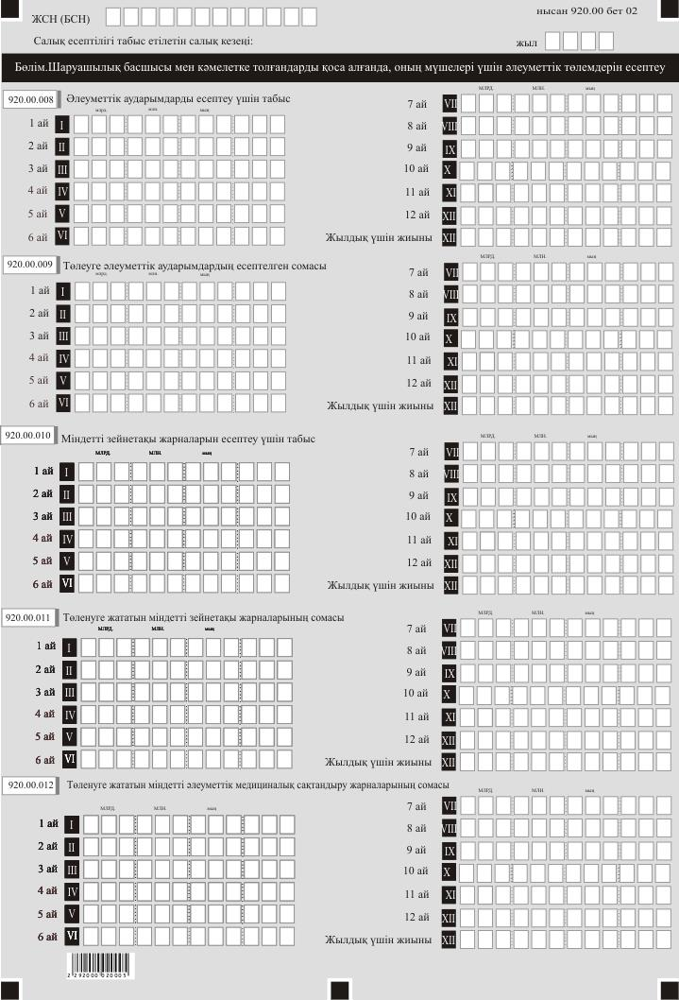 нысан 920.00 бет 02
ЖСН (БСН)
Салық есептілігі табыс етілетін салық кезеңі:
жыл
Бөлім.Шаруашылық басшысы мен кәмелетке толғандарды қоса алғанда, оның мүшелері үшін әлеуметтік төлемдерін есептеу
920.00.008 Әлеуметтік аударымдарды есептеу үшін табыс
млрд. млн. мың
МЛРД. МЛН. мың
1 ай I
2 ай II
3 ай III
4 ай IV
5 ай V
6 ай VI
7 ай VII
8 ай VIII
9 ай IX
10 ай X
11 ай XI
12 ай XII
Жылдық үшін жиыны XII
920.00.009 Төлеуге әлеуметтік аударымдардың есептелген сомасы
млрд. млн. мың
МЛРД. МЛН. мың
1 ай I
2 ай II
3 ай III
4 ай IV
5 ай V
6 ай VI
7 ай VII
8 ай VIII
9 ай IX
10 ай X
11 ай XI
12 ай XII
Жылдық үшін жиыны XII
920.00.010 Міндетті зейнетақы жарналарын есептеу үшін табыс
МЛРД. МЛН. мың
МЛРД. МЛН. мың
1 ай I
2 ай II
3 ай III
4 ай IV
5 ай V
6 ай VI
7 ай VII
8 ай VIII
9 ай IX
10 ай X
11 ай XI
12 ай XII
Жылдық үшін жиыны XII
920.00.011 Төленуге жататын міндетті зейнетақы жарналарының сомасы
МЛРД. МЛН. мың
МЛРД. МЛН. мың
1 ай I
2 ай II
3 ай III
4 ай IV
5 ай V
6 ай VI
7 ай VII
8 ай VIII
9 ай IX
10 ай X
11 ай XI
12 ай XII
Жылдық үшін жиыны XII
920.00.012 Төленуге жататын міндетті әлеуметтік медициналық сақтандыру жарналарының сомасы
МЛРД. МЛН. мың
МЛРД. МЛН. мың
1 ай I
2 ай II
3 ай III
4 ай IV
5 ай V
6 ай VI
7 ай VII
8 ай VIII
9 ай IX
10 ай X
11 ай XI
12 ай XII
Жылдық үшін жиыны XII
2 292000 020005